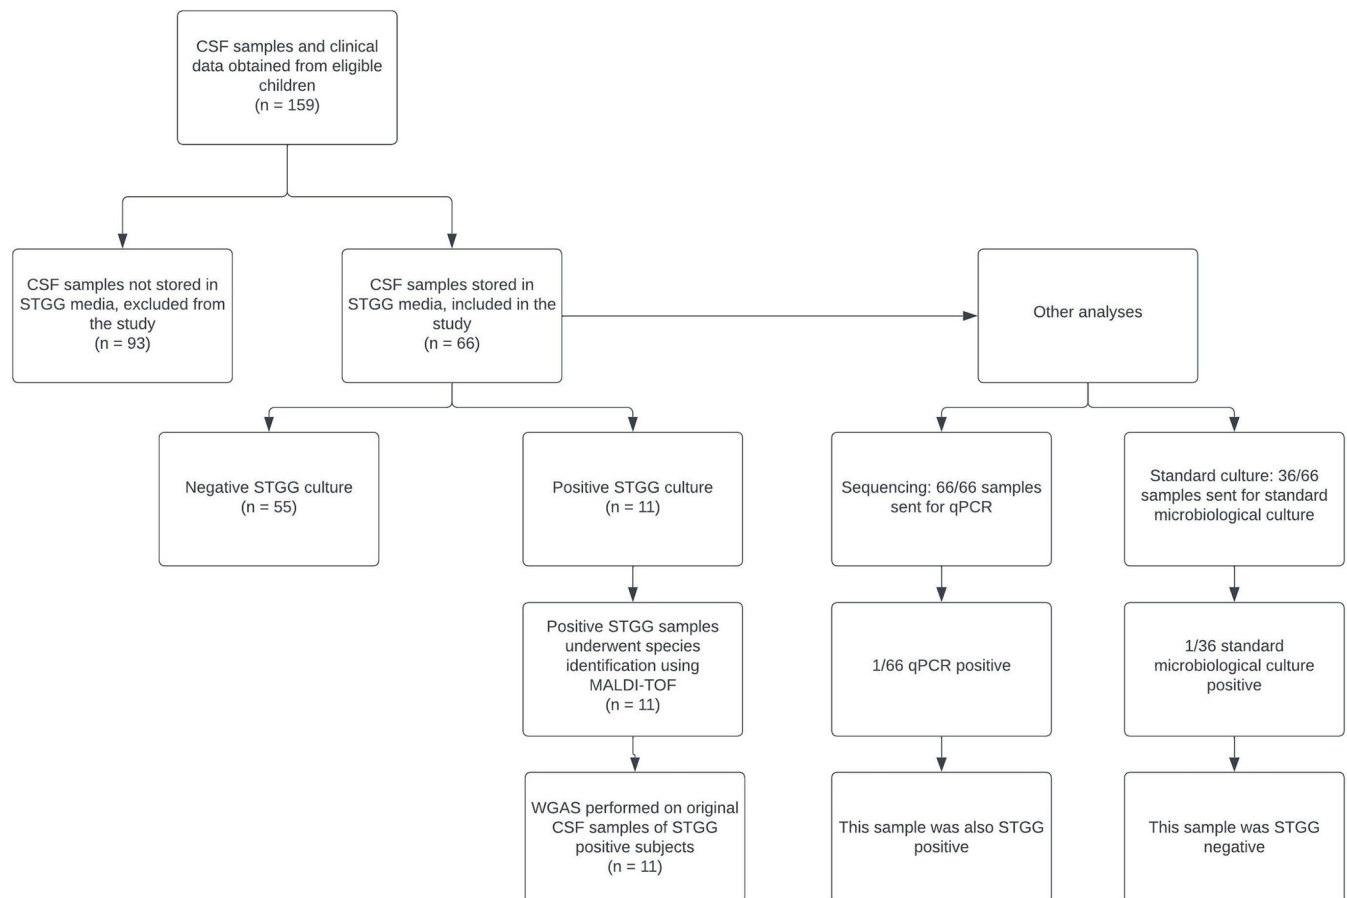 CSF samples and clinical
data obtained from eligible
children
(n = 159)
CSF samples not stored in
STGG media, excluded from
the study
(n = 93)
CSF samples stored in
STGG media, included in the
study
(n = 66)
Other analyses
Negative STGG culture
(n = 55)
Positive STGG culture
(n = 11)
Sequencing: 66/66 samples
sent for qPCR
Standard culture: 36/66
samples sent for standard
microbiological culture
Positive STGG samples
underwent species
identification using
MALDI-TOF
(n = 11)
1/66 qPCR positive
1/36 standard
microbiological culture
positive
WGAS performed on original
CSF samples of STGG
positive subjects
(n = 11)
This sample was also STGG
positive
This sample was STGG
negative